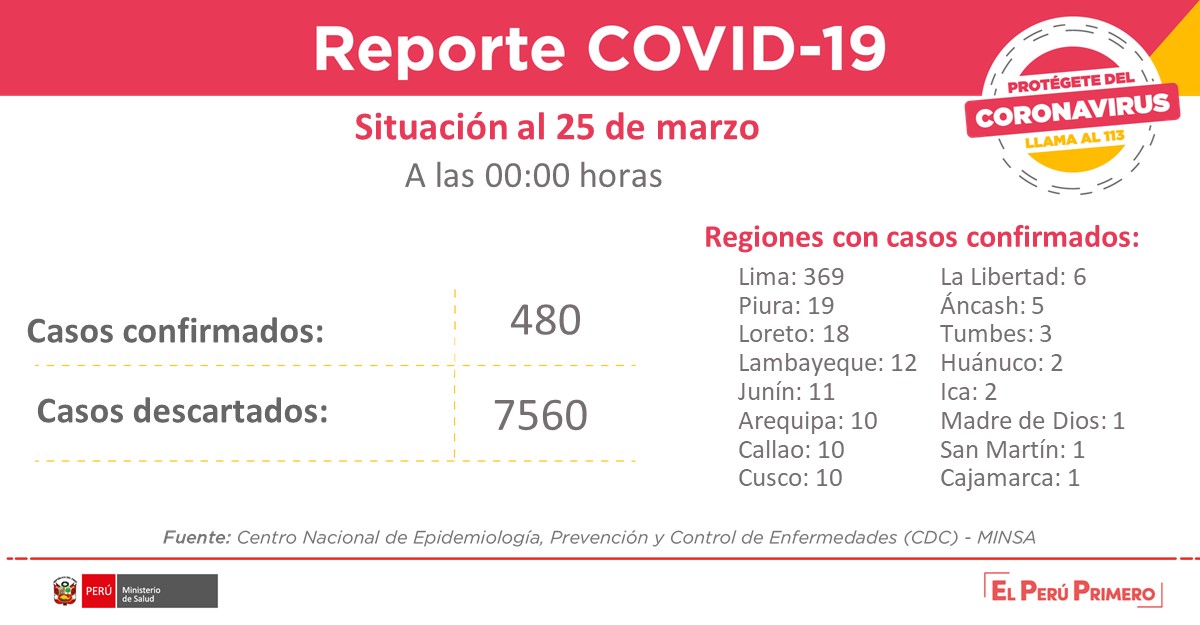 Reporte COVID-19
PROTÉGETE DEL
CORONAVIRUS
LLAMA AL 113
Situación al 25 de marzo
A las 00:00 horas
Casos confirmados:
480
Casos descartados:
7560
Regiones con casos confirmados:
Lima: 369
Piura: 19
Loreto: 18
Lambayeque: 12
Junín: 11
Arequipa: 10
Callao: 10
Cusco: 10
La Libertad: 6
Áncash: 5
Tumbes: 3
Huánuco: 2
Ica: 2
Madre de Dios: 1
San Martín: 1
Cajamarca: 1
Fuente: Centro Nacional de Epidemiología, Prevención y Control de Enfermedades (CDC) - MINSA
PERÚ
Ministerio
de Salud
EL PERÚ PRIMERO